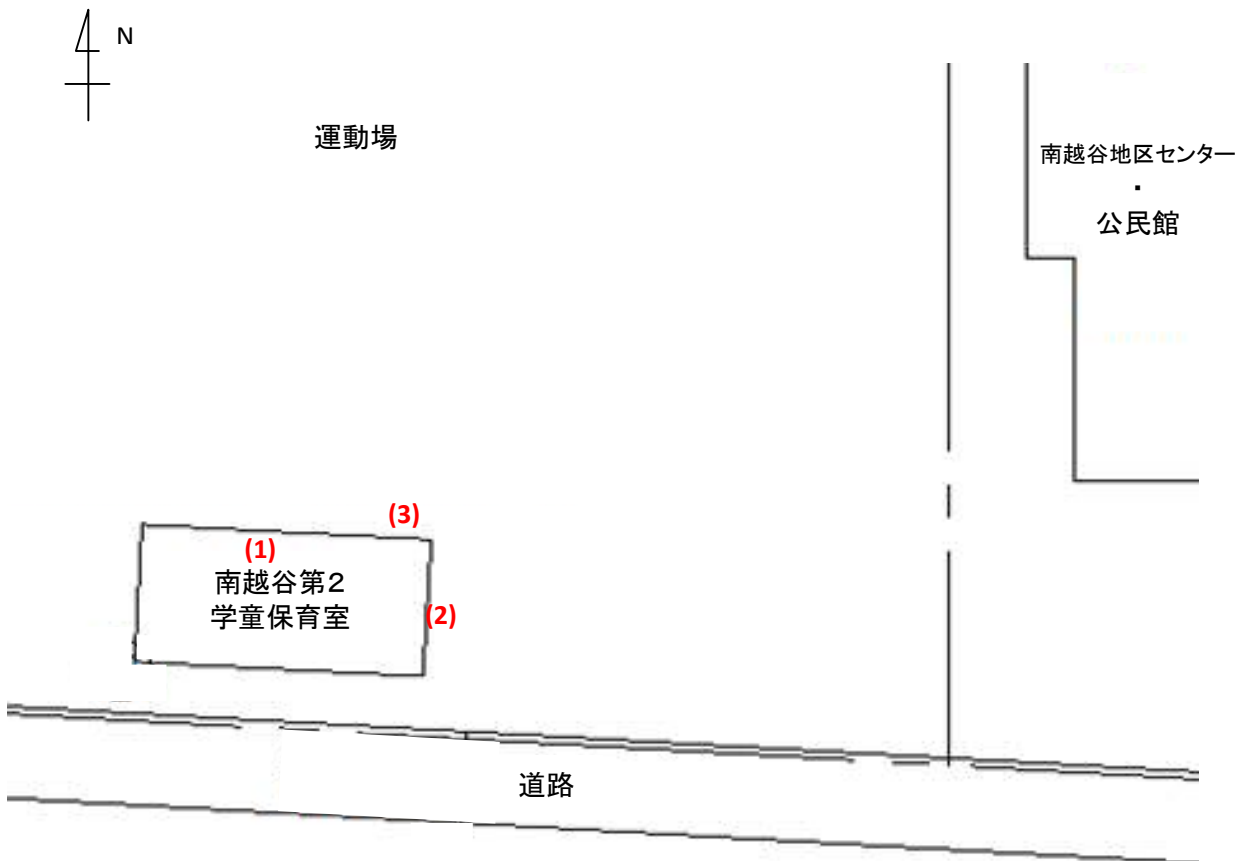 N
運動場
南越谷地区センター
・
公民館
(3)
(1)
南越谷第2
学童保育室
(2)
道路